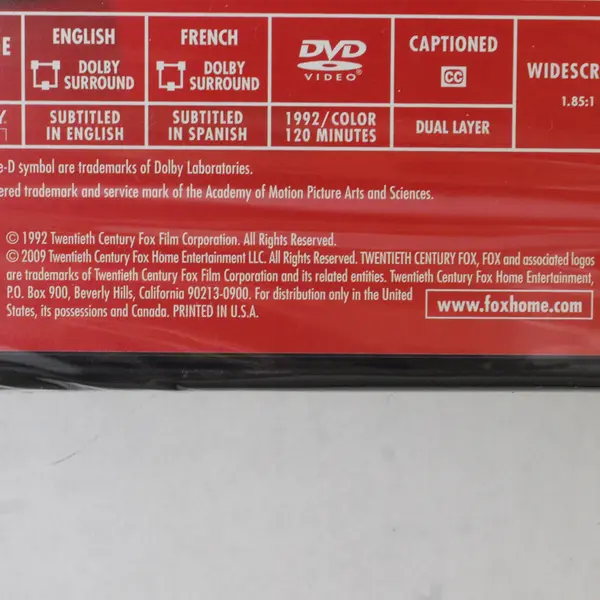 E ENGLISH FRENCH DVD VIDEO CAPTIONED
DOLBY SURROUND DOLBY SURROUND CC WIDESCR
1.85:1
Y. SUBTITLED IN ENGLISH SUBTITLED IN SPANISH 1992/COLOR 120 MINUTES DUAL LAYER
e-D symbol are trademarks of Dolby Laboratories.
ered trademark and service mark of the Academy of Motion Picture Arts and Sciences.
© 1992 Twentieth Century Fox Film Corporation. All Rights Reserved.
© 2009 Twentieth Century Fox Home Entertainment LLC. All Rights Reserved. TWENTIETH CENTURY FOX, FOX and associated logos
are trademarks of Twentieth Century Fox Film Corporation and its related entities. Twentieth Century Fox Home Entertainment,
P.O. Box 900, Beverly Hills, California 90213-0900. For distribution only in the United
States, its possessions and Canada. PRINTED IN U.S.A.
www.foxhome.com